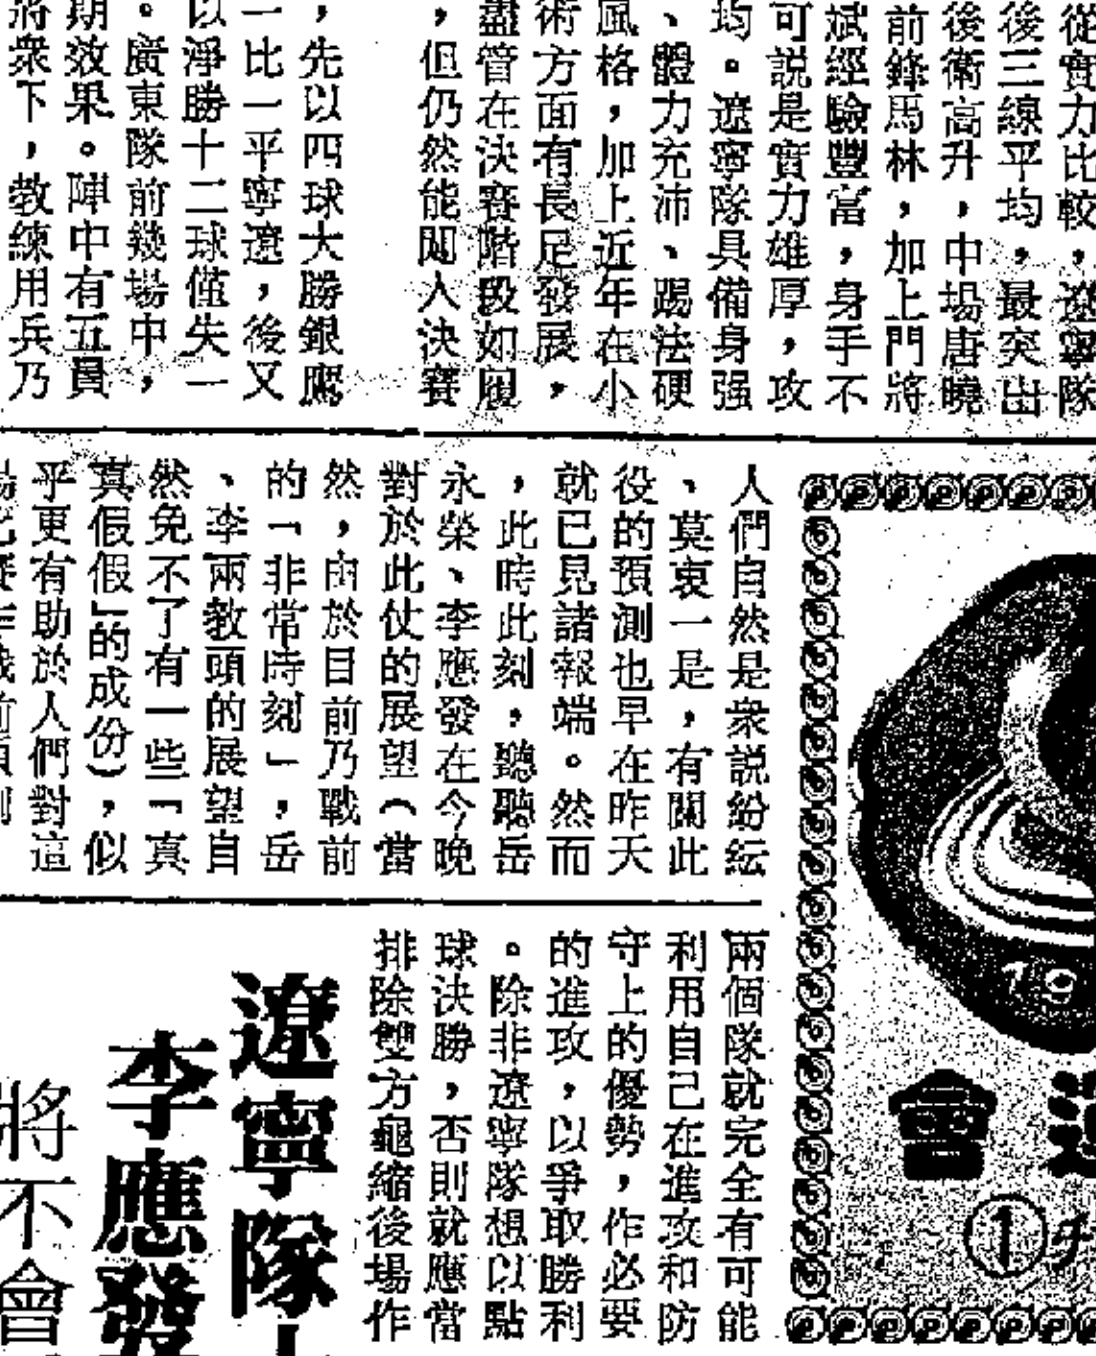 從實力比較，遼寧隊
後三線平均，最突出
後衛高升，中場唐曉
前鋒馬林，加上門將
斌經驗豐富，身手不
可説是實力雄厚，攻
均。遼寧隊具備身强
、體力充沛、踢法硬
風格，加上近年在小
術方面有長足發展，
盡管在決賽階段如履
，但仍然能闖入決賽
，先以四球大勝銀鷹
一比一平寧遼，後又
以淨勝十二球僅失一
。廣東隊前幾場中，
期效果。陣中有五員
將衆下，教練用兵乃
人們自然是衆説紛紜
、莫衷一是，有關此
役的預測也早在昨天
就已見諸報端。然而
，此時此刻，聽聽岳
永榮、李應發在今晚
對於此仗的展望（當
然，由於目前乃戰前
的「非常時刻」，岳
、李兩教頭的展望自
然免不了有一些「真
真假假」的成份），似
乎更有助於人們對這
兩個隊就完全有可能
利用自己在進攻和防
守上的優勢，作必要
的進攻，以爭取勝利
。除非遼寧隊想以點
球決勝，否則就應當
排除雙方龜縮後場作
遼寧隊
李應發
將不會
19
會
①